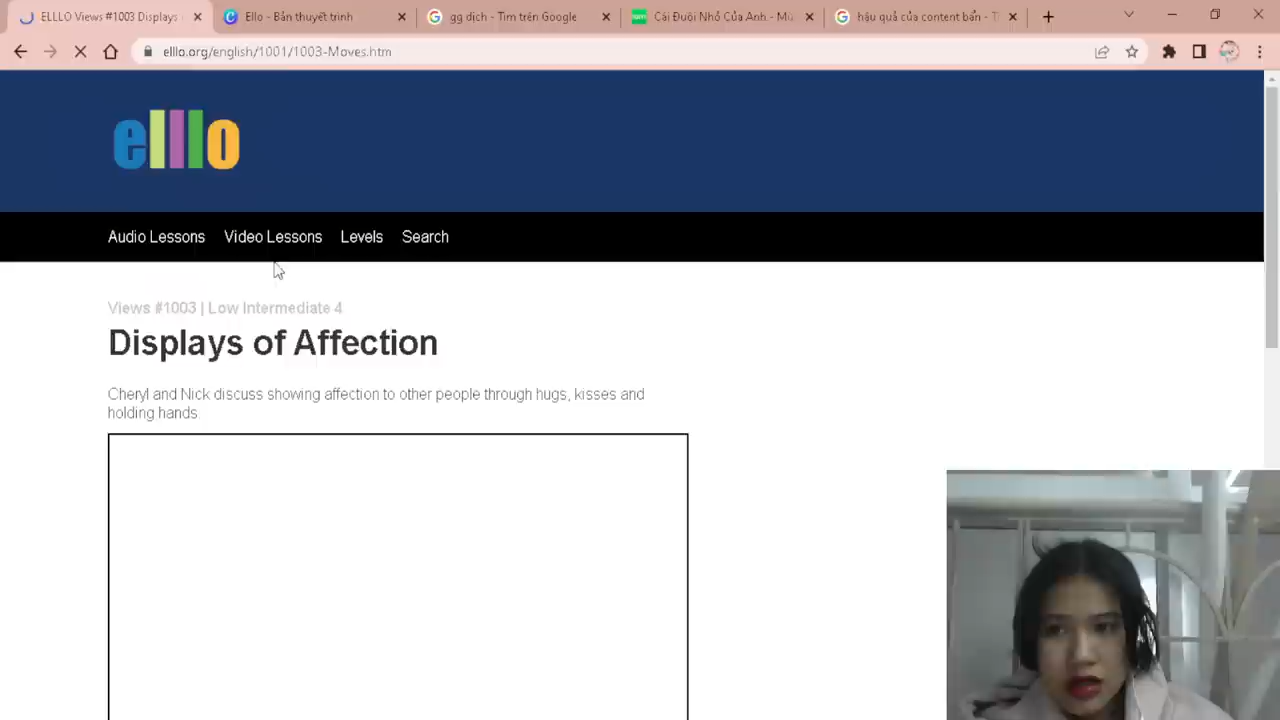 ELLLO Views #1003 Displays
Ello - Bản thuyết trình
gg dịch - Tìm trên Google
Cái Đuôi Nhỏ Của Anh - Mù
hậu quả của content bẩn - T
elllo.org/english/1001/1003-Moves.htm
elllo
Audio Lessons Video Lessons Levels Search
Views #1003 | Low Intermediate 4
Displays of Affection
Cheryl and Nick discuss showing affection to other people through hugs, kisses and
holding hands.